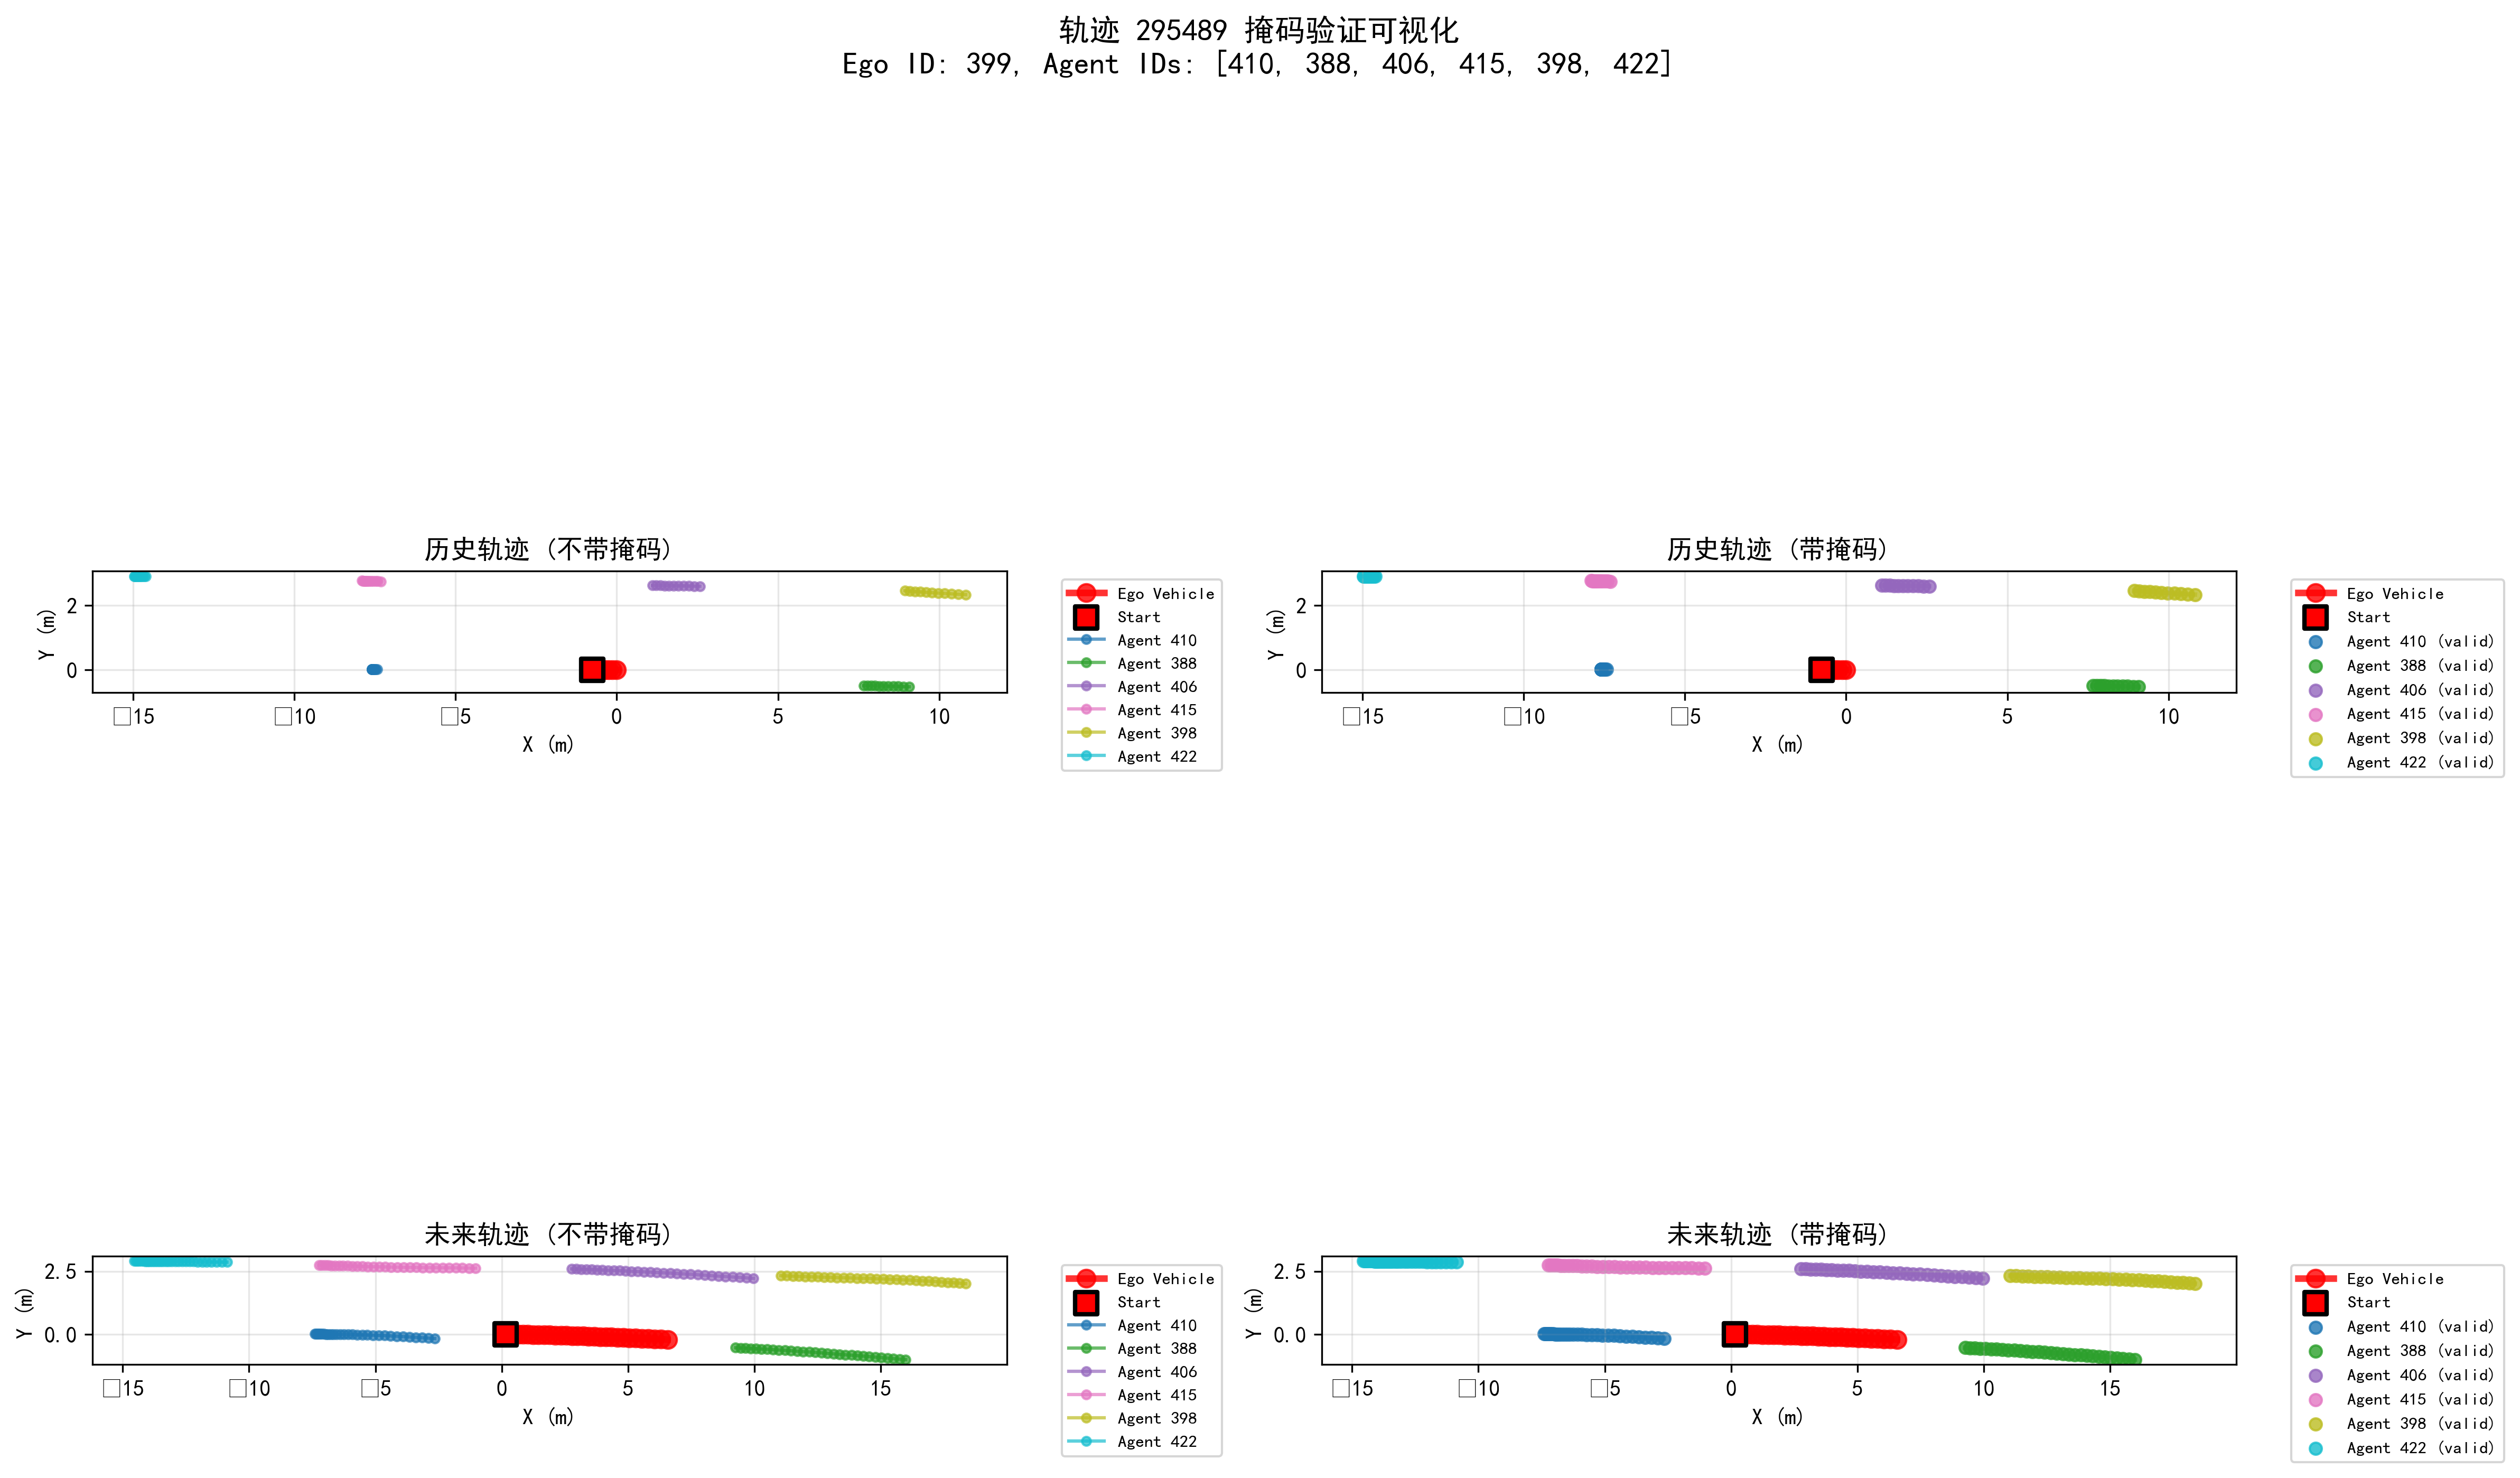 轨迹 295489 掩码验证可视化
Ego ID: 399, Agent IDs: [410, 388, 406, 415, 398, 422]
历史轨迹 (不带掩码)
Y (m)
2
0
□15 □10 □5 0 5 10
X (m)
Ego Vehicle
Start
Agent 410
Agent 388
Agent 406
Agent 415
Agent 398
Agent 422
历史轨迹 (带掩码)
Y (m)
2
0
□15 □10 □5 0 5 10
X (m)
Ego Vehicle
Start
Agent 410 (valid)
Agent 388 (valid)
Agent 406 (valid)
Agent 415 (valid)
Agent 398 (valid)
Agent 422 (valid)
未来轨迹 (不带掩码)
Y (m)
2.5
0.0
□15 □10 □5 0 5 10 15
X (m)
Ego Vehicle
Start
Agent 410
Agent 388
Agent 406
Agent 415
Agent 398
Agent 422
未来轨迹 (带掩码)
Y (m)
2.5
0.0
□15 □10 □5 0 5 10 15
X (m)
Ego Vehicle
Start
Agent 410 (valid)
Agent 388 (valid)
Agent 406 (valid)
Agent 415 (valid)
Agent 398 (valid)
Agent 422 (valid)